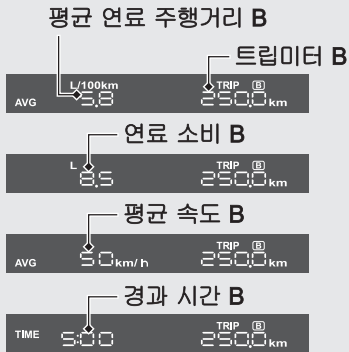 평균 연료 주행거리 B
트립미터 B
L/100km TRIP B
AVG 5.8 250.0 km
연료 소비 B
L TRIP B
8.5 250.0 km
평균 속도 B
TRIP B
AVG 50 km/h 250.0 km
경과 시간 B
TRIP B
TIME 5:00 250.0 km